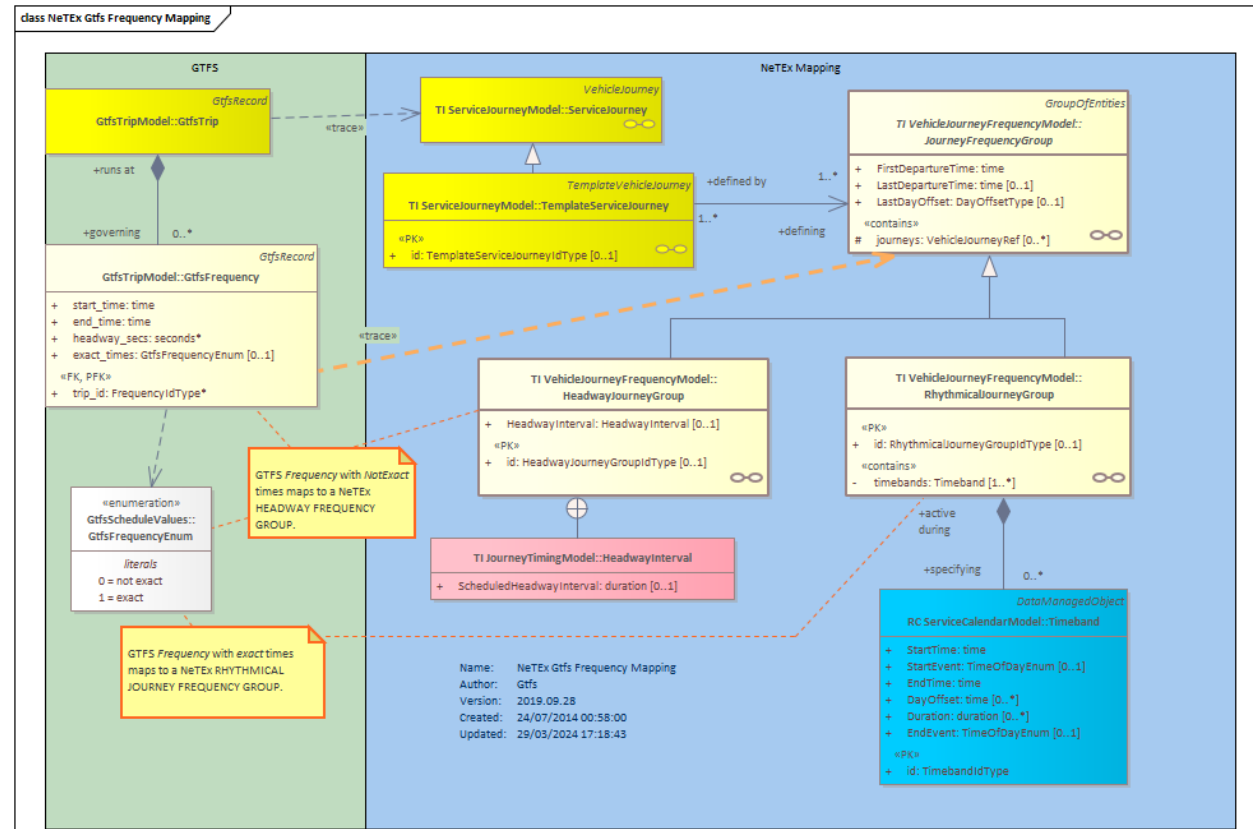 class NeTEx Gtfs Frequency Mapping
GTFS
GtfsRecord
GtfsTripModel::GtfsTrip
+runs at
+governing
0..*
GtfsRecord
GtfsTripModel::GtfsFrequency
+ start_time: time
+ end_time: time
+ headway_secs: seconds*
+ exact_times: GtfsFrequencyEnum [0..1]
«FK, PFK»
+ trip_id: FrequencyIdType*
«enumeration»
GtfsScheduleValues::
GtfsFrequencyEnum
literals
0 = not exact
1 = exact
GTFS Frequency with NotExact
times maps to a NeTEx
HEADWAY FREQUENCY
GROUP.
GTFS Frequency with exact times
maps to a NeTEx RHYTHMICAL
JOURNEY FREQUENCY GROUP.
«trace»
«trace»
NeTEx Mapping
VehicleJourney
TI ServiceJourneyModel::ServiceJourney
TemplateVehicleJourney
TI ServiceJourneyModel::TemplateServiceJourney
«PK»
+ id: TemplateServiceJourneyIdType [0..1]
+defined by
1..*
1..*
+defining
GroupOfEntities
TI VehicleJourneyFrequencyModel::
JourneyFrequencyGroup
+ FirstDepartureTime: time
+ LastDepartureTime: time [0..1]
+ LastDayOffset: DayOffsetType [0..1]
«contains»
# journeys: VehicleJourneyRef [0..*]
TI VehicleJourneyFrequencyModel::
HeadwayJourneyGroup
+ HeadwayInterval: HeadwayInterval [0..1]
«PK»
+ id: HeadwayJourneyGroupIdType [0..1]
TI JourneyTimingModel::HeadwayInterval
+ ScheduledHeadwayInterval: duration [0..1]
TI VehicleJourneyFrequencyModel::
RhythmicalJourneyGroup
«PK»
+ id: RhythmicalJourneyGroupIdType [0..1]
«contains»
- timebands: Timeband [1..*]
+active
during
+specifying
0..*
DataManagedObject
RC ServiceCalendarModel::Timeband
+ StartTime: time
+ StartEvent: TimeOfDayEnum [0..1]
+ EndTime: time
+ DayOffset: time [0..*]
+ Duration: duration [0..*]
+ EndEvent: TimeOfDayEnum [0..1]
«PK»
+ id: TimebandIdType
Name: NeTEx Gtfs Frequency Mapping
Author: Gtfs
Version: 2019.09.28
Created: 24/07/2014 00:58:00
Updated: 29/03/2024 17:18:43